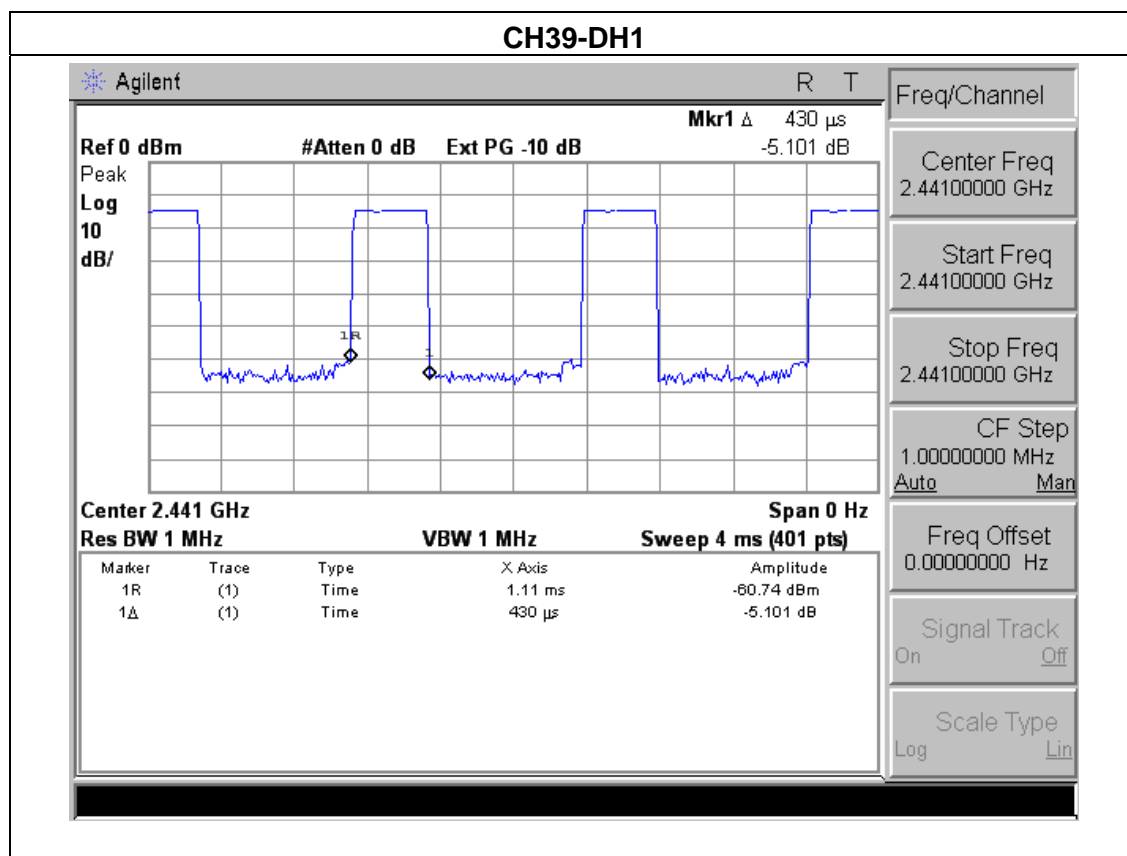 CH39-DH1
Agilent R T
Mkr1 Δ 430 µs
Ref 0 dBm #Atten 0 dB Ext PG -10 dB -5.101 dB
Peak
Log
10
dB/
1R
1
Center 2.441 GHz Span 0 Hz
Res BW 1 MHz VBW 1 MHz Sweep 4 ms (401 pts)
Marker Trace Type X Axis Amplitude
1R (1) Time 1.11 ms -60.74 dBm
1Δ (1) Time 430 µs -5.101 dB
Freq/Channel
Center Freq
2.44100000 GHz
Start Freq
2.44100000 GHz
Stop Freq
2.44100000 GHz
CF Step
1.00000000 MHz
Auto Man
Freq Offset
0.00000000 Hz
Signal Track
On Off
Scale Type
Log Lin